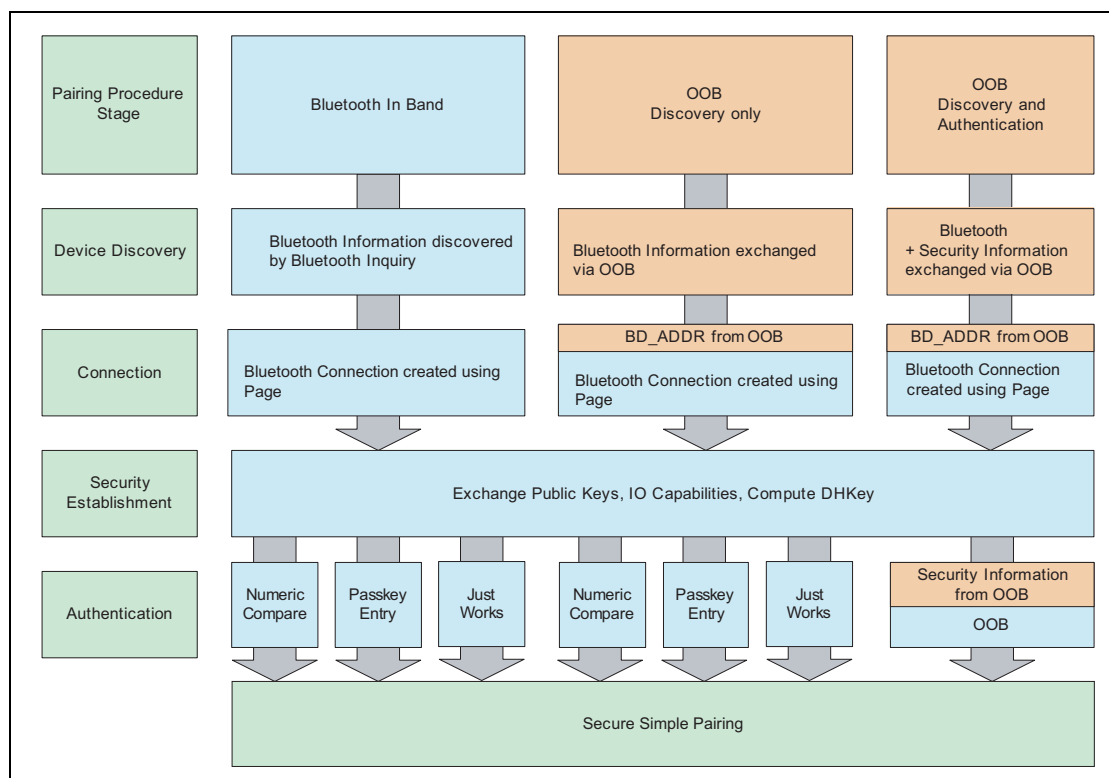 Pairing Procedure
Stage
Bluetooth In Band
OOB
Discovery only
OOB
Discovery and
Authentication
Device Discovery
Bluetooth Information discovered
by Bluetooth Inquiry
Bluetooth Information exchanged
via OOB
Bluetooth
+ Security Information
exchanged via OOB
Connection
Bluetooth Connection created using
Page
BD_ADDR from OOB
Bluetooth Connection created using
Page
BD_ADDR from OOB
Bluetooth Connection
created using Page
Security
Establishment
Exchange Public Keys, IO Capabilities, Compute DHKey
Authentication
Numeric
Compare
Passkey
Entry
Just
Works
Numeric
Compare
Passkey
Entry
Just
Works
Security Information
from OOB
OOB
Secure Simple Pairing